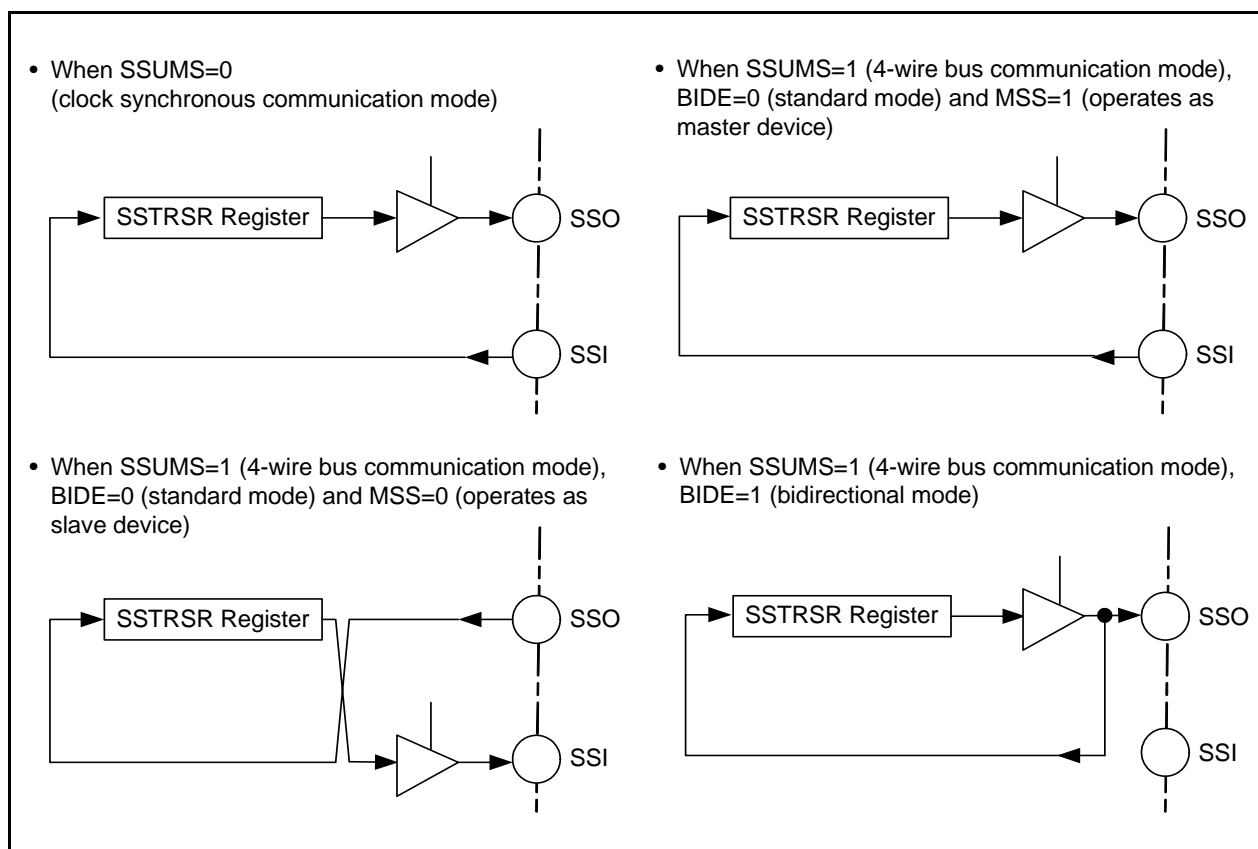 • When SSUMS=0
(clock synchronous communication mode)
SSTRSR Register
SSO
SSI
• When SSUMS=1 (4-wire bus communication mode),
BIDE=0 (standard mode) and MSS=1 (operates as
master device)
SSTRSR Register
SSO
SSI
• When SSUMS=1 (4-wire bus communication mode),
BIDE=0 (standard mode) and MSS=0 (operates as
slave device)
SSTRSR Register
SSO
SSI
• When SSUMS=1 (4-wire bus communication mode),
BIDE=1 (bidirectional mode)
SSTRSR Register
SSO
SSI